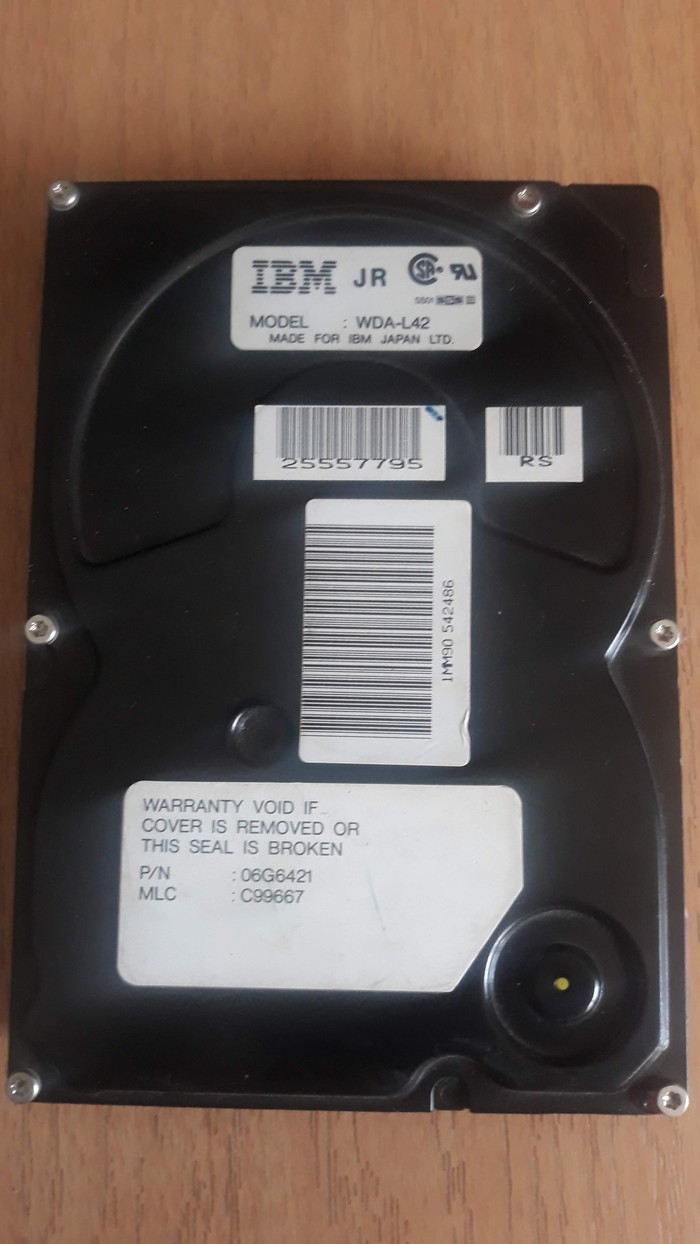 IBM JR
MODEL : WDA-L42
MADE FOR IBM JAPAN LTD.
25557795
RS
1MM90 542486
WARRANTY VOID IF
COVER IS REMOVED OR
THIS SEAL IS BROKEN
P/N : 06G6421
MLC : C99667